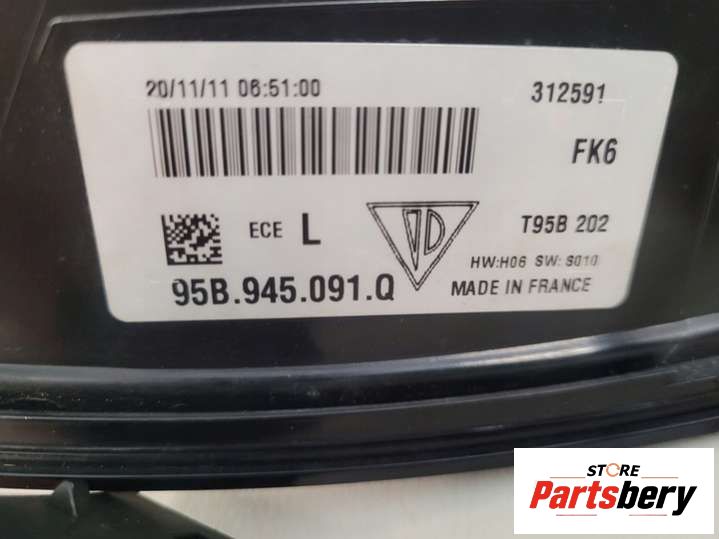 20/11/11 06:51:00
312591
FK6
ECE L
T95B 202
HW:H06 SW: S010
95B.945.091.Q
MADE IN FRANCE
STORE
Partsbery